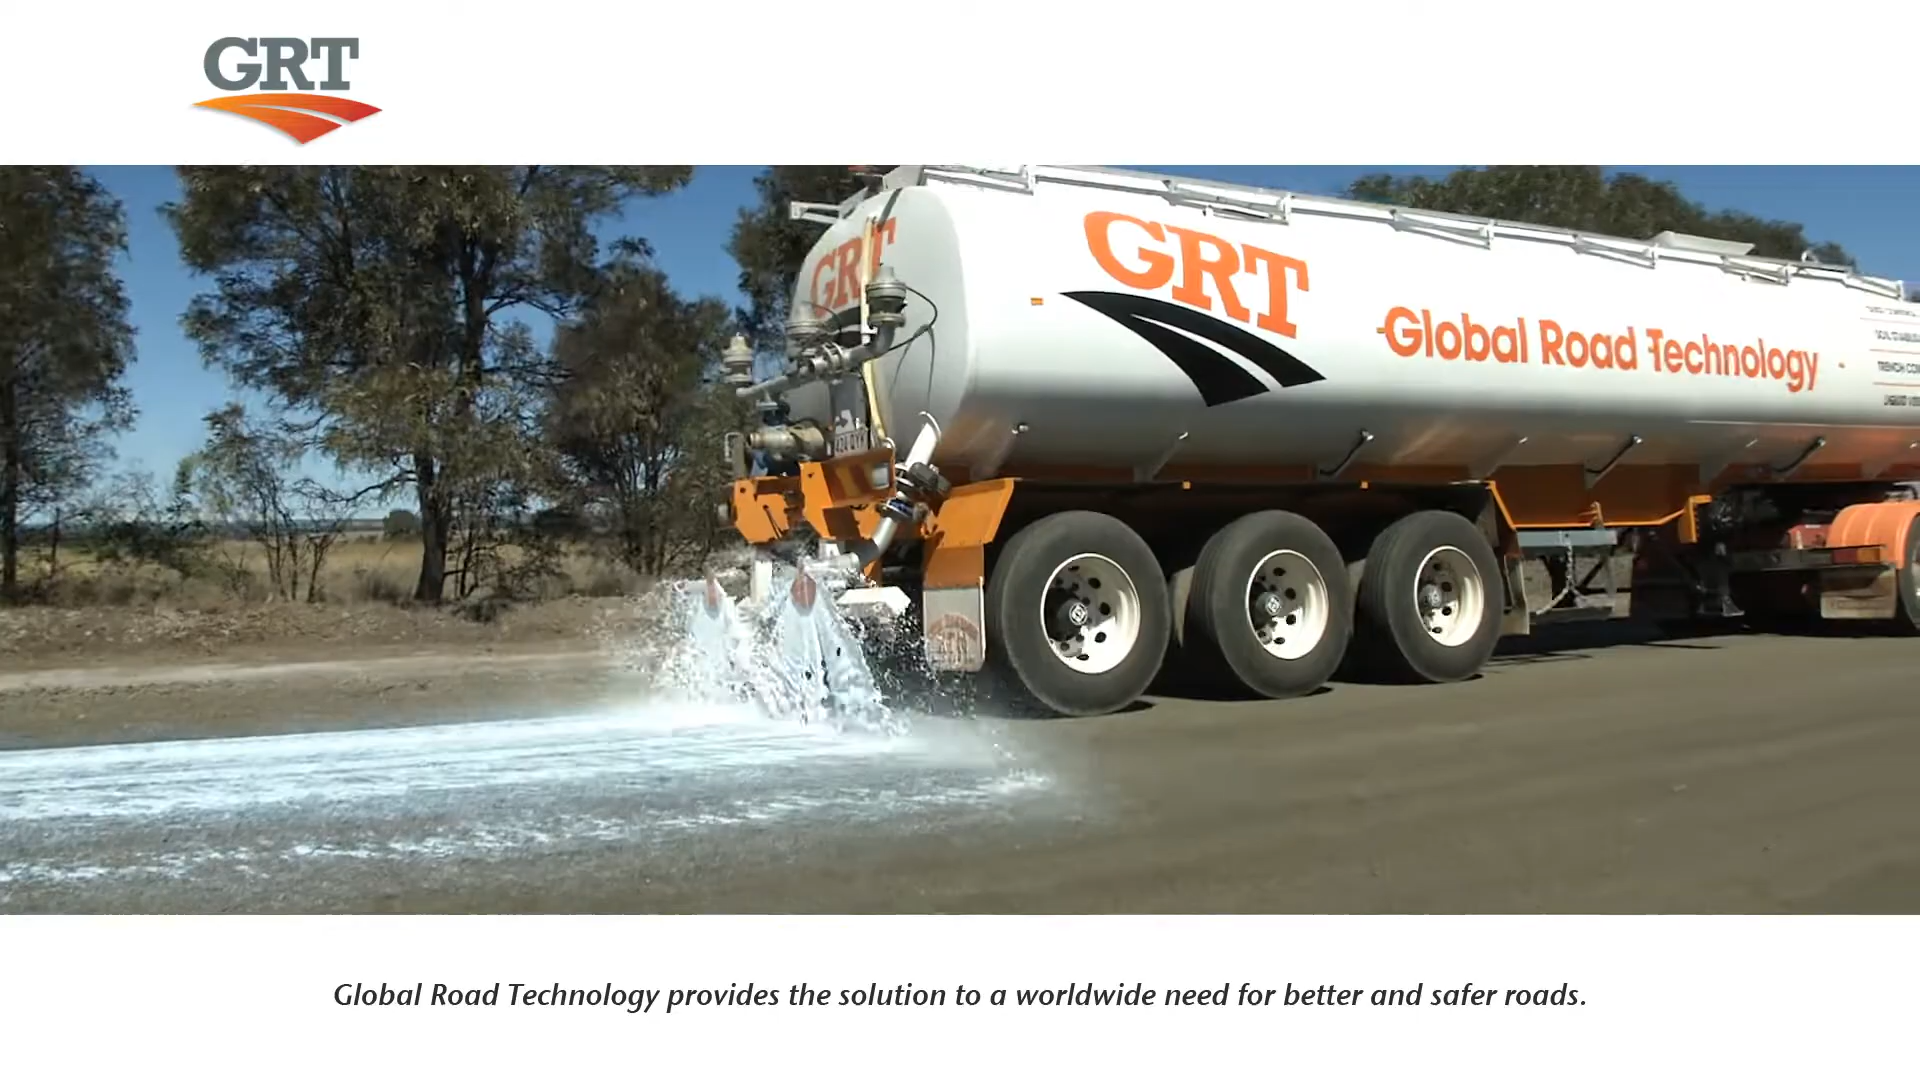 GRT
GRT
GRT
Global Road Technology
Global Road Technology provides the solution to a worldwide need for better and safer roads.